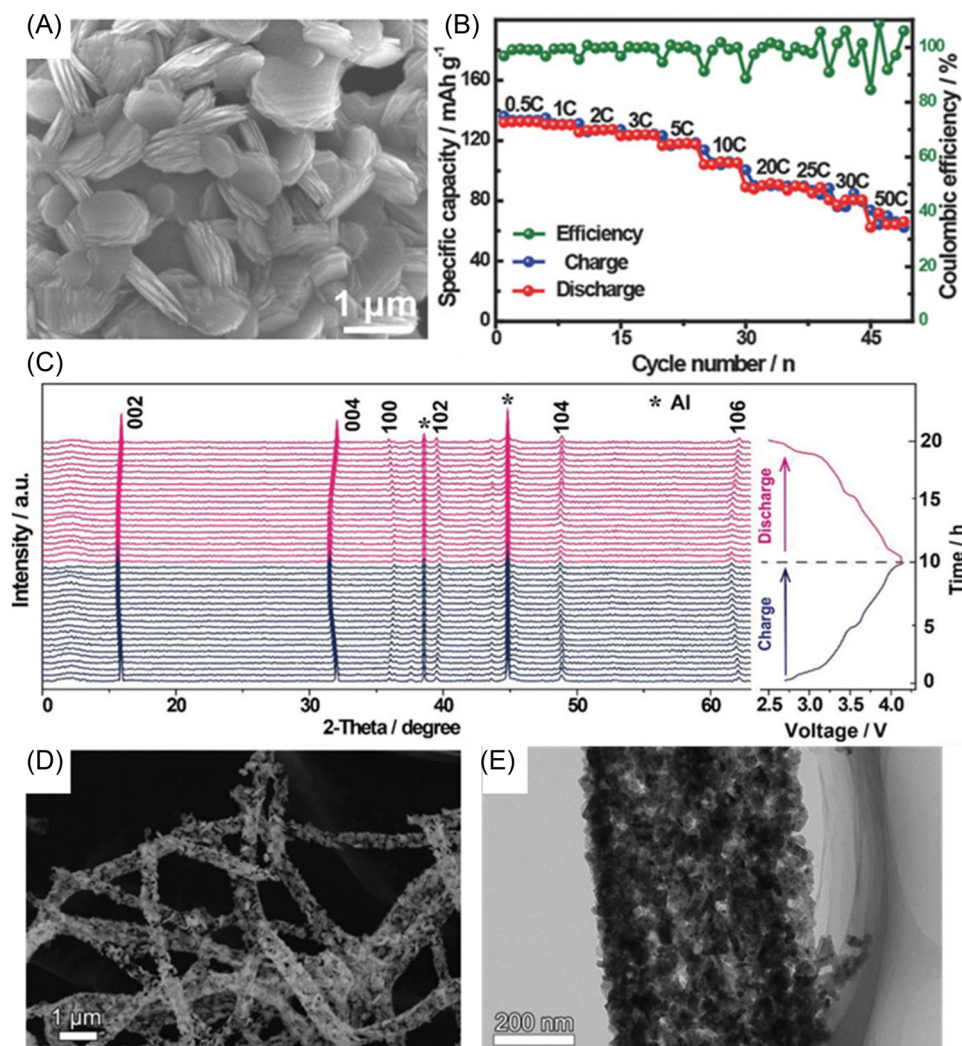 (A)
1 μm
(B)
Specific capacity / mAh g⁻¹
160
120
80
40
0
0.5C 1C 2C 3C 5C 10C 20C 25C 30C 50C
Efficiency
Charge
Discharge
0 15 30 45
Cycle number / n
100
80
60
40
20
0
Coulombic efficiency / %
(C)
Intensity / a.u.
002 004 100 * 102 * 104 106
* Al
0 20 30 40 50 60
2-Theta / degree
Discharge
Charge
20
15
10
5
0
Time / h
2.5 3.0 3.5 4.0
Voltage / V
(D)
1 μm
(E)
200 nm